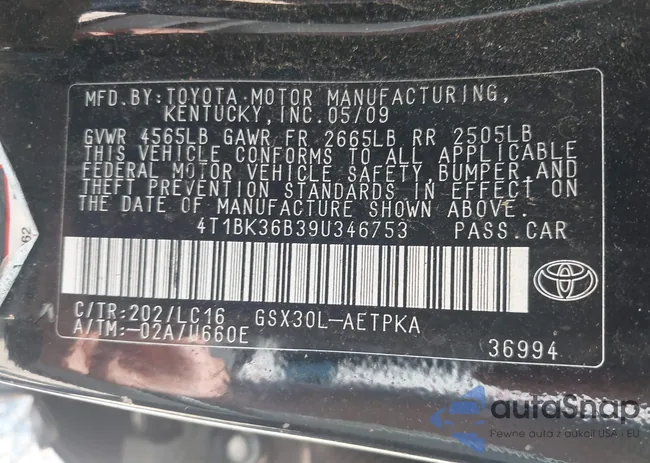 MFD.BY:TOYOTA MOTOR MANUFACTURING,
KENTUCKY,INC.05/09
GVWR 4565LB GAWR FR 2665LB RR 2505LB
THIS VEHICLE CONFORMS TO ALL APPLICABLE
FEDERAL MOTOR VEHICLE SAFETY,BUMPER,AND
THEFT PREVENTION STANDARDS IN EFFECT ON
THE DATE OF MANUFACTURE SHOWN ABOVE.
4T1BK36B39U346753 PASS.CAR
62
C/TR:202/LC16 GSX30L-AETPKA
A/TM:-02A/U660E
36994
autoSnap
Pewne auta z aukcji USA i EU